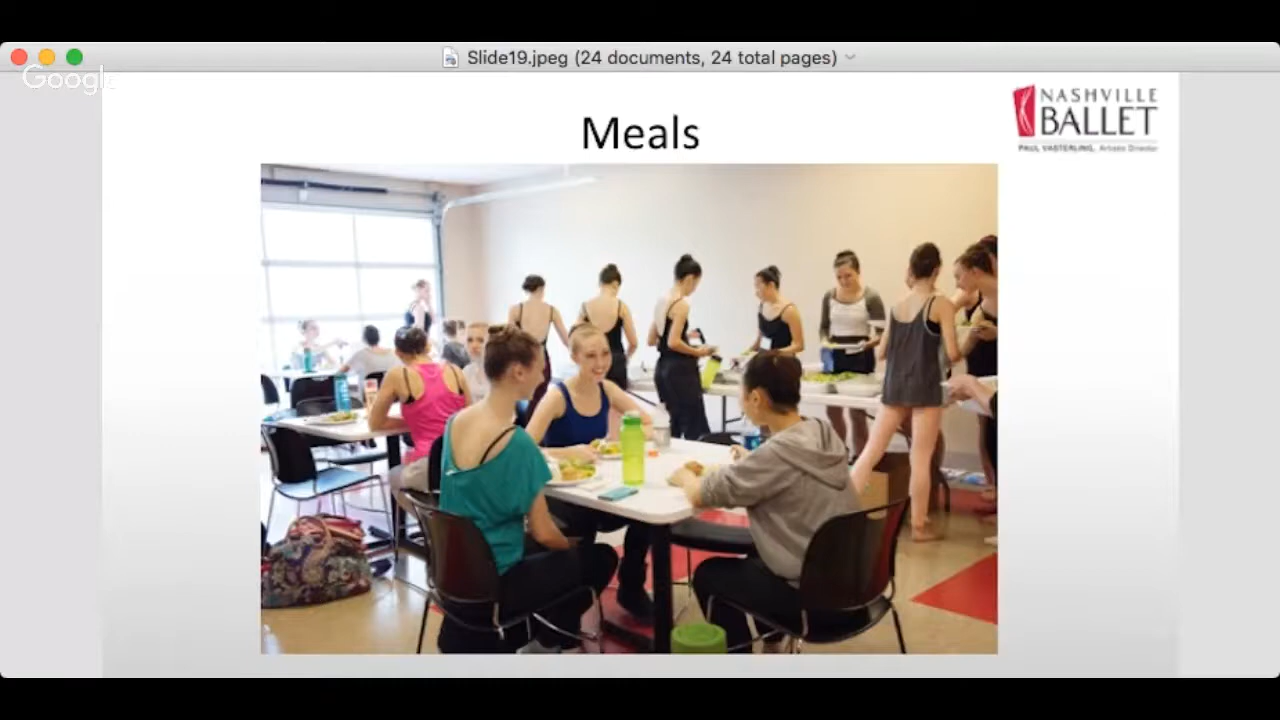 Slide19.jpeg (24 documents, 24 total pages)
Google
Meals
NASHVILLE
BALLET
PAUL VASTERLING, Artistic Director